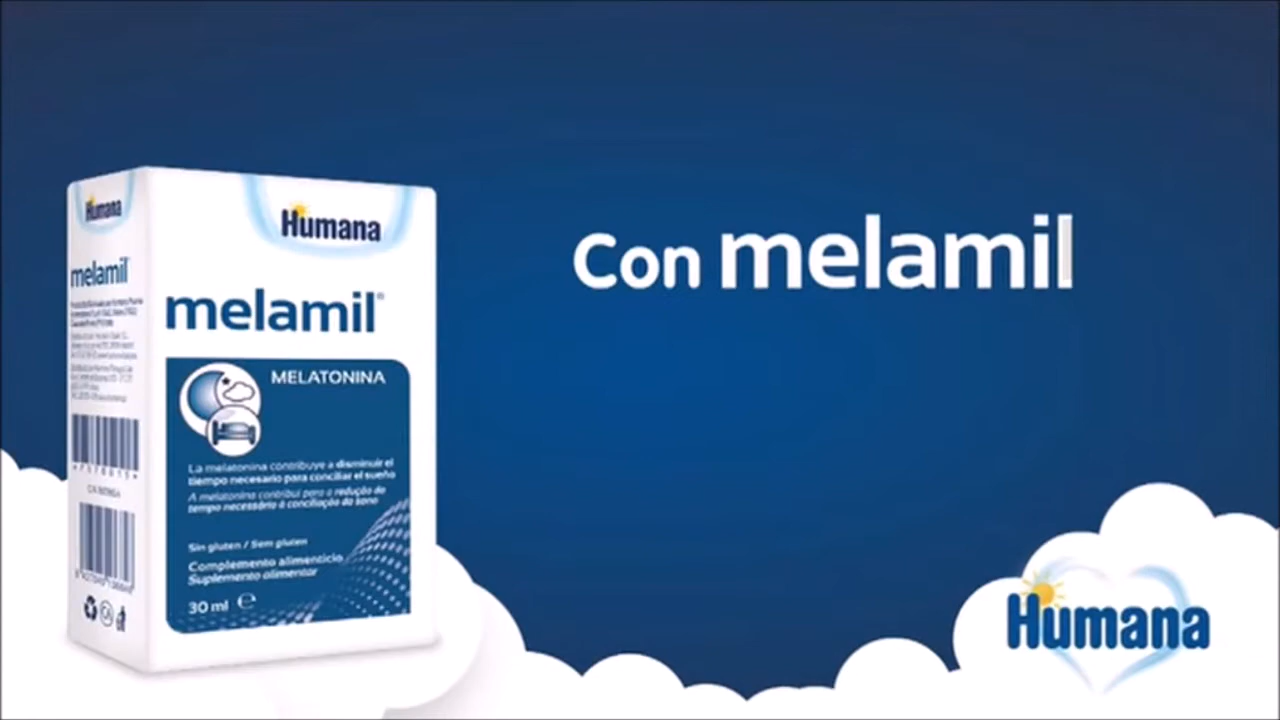 Humana
melamil
Humana
melamil®
MELATONINA
La melatonina contribuye a disminuir el
tiempo necesario para conciliar el sueño
A melatonina contribui para a redução do
tempo necessário à conciliação do sono
Sin gluten / Sem gluten
Complemento alimenticio
Suplemento alimentar
30 ml ℮
Con melamil
Humana